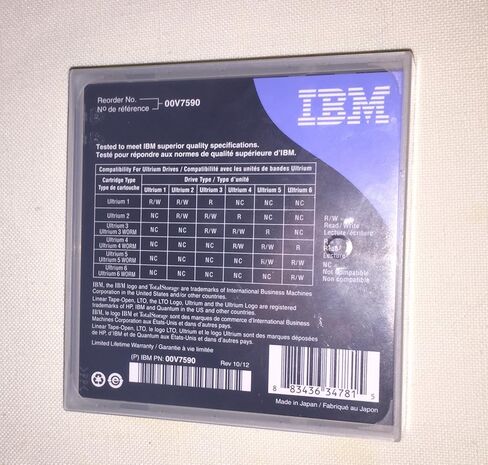 Reorder No.
Nº de référence
00V7590
IBM
Tested to meet IBM superior quality specifications.
Testé pour répondre aux normes de qualité supérieure d'IBM.
Compatibility For Ultrium Drives / Compatibilité avec les unités de bandes Ultrium
Cartridge Type
Type de cartouche
Drive Type / Type d'unité
Ultrium 1 Ultrium 2 Ultrium 3 Ultrium 4 Ultrium 5 Ultrium 6
Ultrium 1 R/W R/W R NC NC NC
Ultrium 2 NC R/W R/W R NC NC
Ultrium 3
Ultrium 3 WORM NC NC R/W R/W R NC
Ultrium 4
Ultrium 4 WORM NC NC NC R/W R/W R
Ultrium 5
Ultrium 5 WORM NC NC NC NC R/W R/W
Ultrium 6
Ultrium 6 WORM NC NC NC NC NC R/W
R/W
Read/Write
Lecture/écriture
R
Read/
Lecture
NC
Not Compatible
Non compatible
IBM, the IBM logo and TotalStorage are trademarks of International Business Machines
Corporation in the United States and/or other countries.
Linear Tape-Open, LTO, the LTO Logo, Ultrium and the Ultrium Logo are registered
trademarks of HP, IBM and Quantum in the US and other countries.
IBM, le logo IBM et TotalStorage sont des marques de commerce d'International Business
Machines Corporation aux Etats-Unis et dans d'autres pays.
Linear Tape-Open, LTO, le logo LTO, Ultrium et le logo Ultrium sont des marques déposées
de HP, d'IBM et de Quantum aux Etats-Unis et dans d'autres pays.
Limited Lifetime Warranty / Garantie à vie limitée
(P) IBM PN: 00V7590
Rev 10/12
8 83436 34781 5
Made in Japan / Fabriqué au Japon